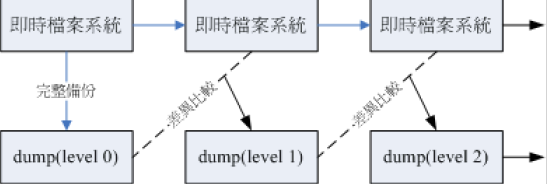 即時檔案系統
即時檔案系統
即時檔案系統
完整備份
差異比較
差異比較
dump(level 0)
dump(level 1)
dump(level 2)